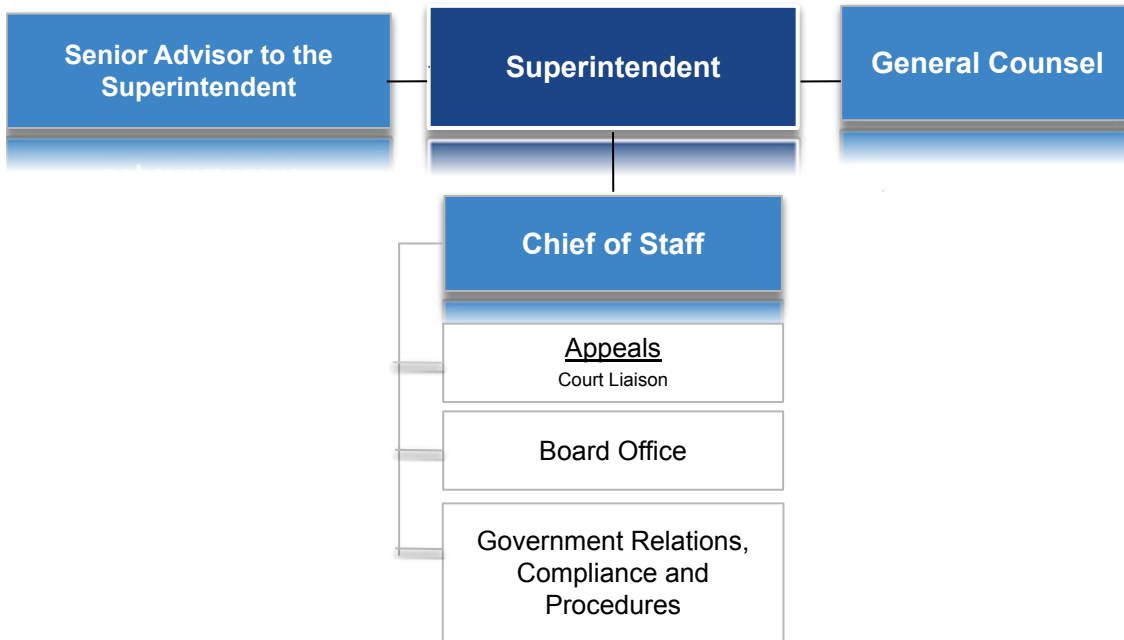 Senior Advisor to the
Superintendent
Superintendent
General Counsel
Chief of Staff
Appeals
Court Liaison
Board Office
Government Relations,
Compliance and
Procedures